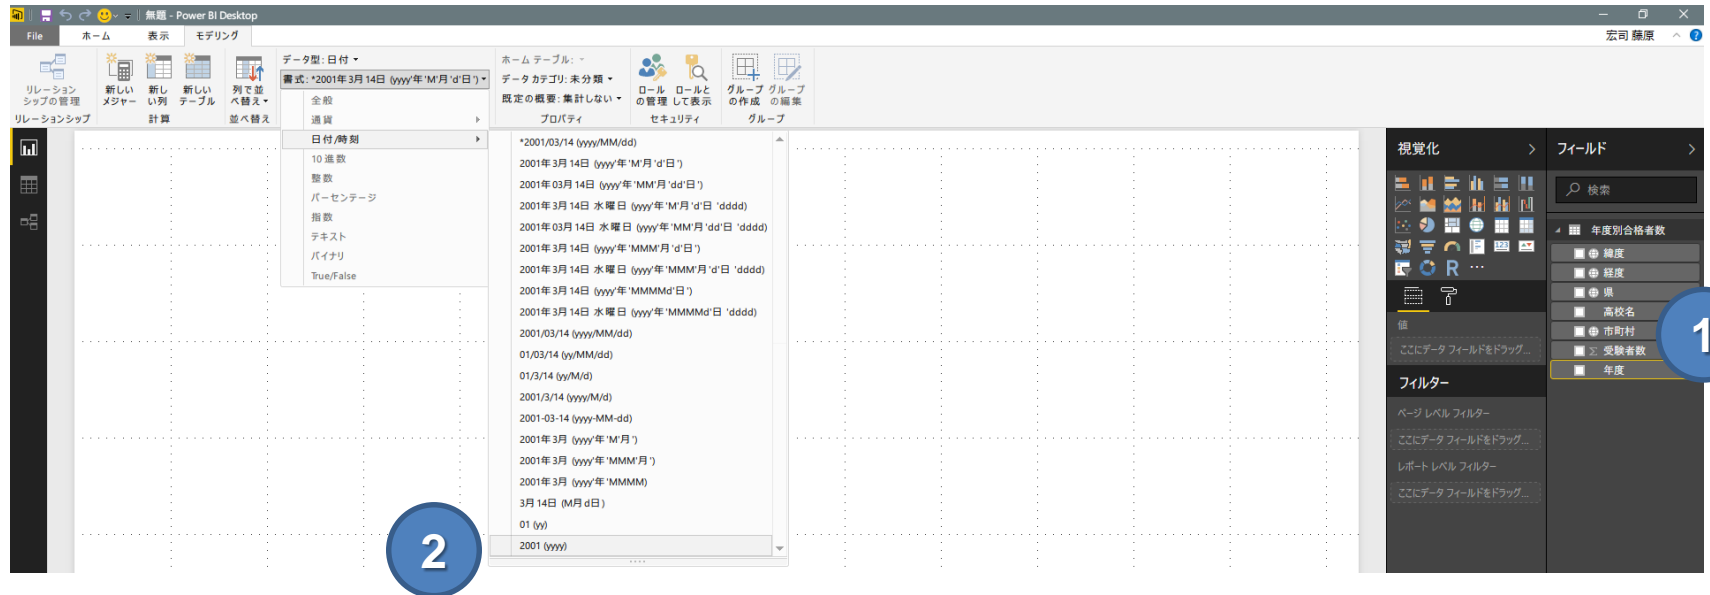 無題 - Power BI Desktop
File ホーム 表示 モデリング 宏司 藤原
リレーション
シップの管理
リレーションシップ
新しい
メジャー
新し
い列
新しい
テーブル
計算
列で並
べ替え
並べ替え
データ型: 日付
書式: *2001年3月14日 (yyyy'年'M'月'd'日')
ホーム テーブル:
データ カテゴリ: 未分類
既定の概要: 集計しない
プロパティ
ロール
の管理
ロールと
して表示
セキュリティ
グループ
の作成
グループ
の編集
グループ
全般
通貨
日付/時刻
10 進数
整数
パーセンテージ
指数
テキスト
バイナリ
True/False
*2001/03/14 (yyyy/MM/dd)
2001年3月14日 (yyyy'年'M'月'd'日')
2001年03月14日 (yyyy'年'MM'月'dd'日')
2001年3月14日 水曜日 (yyyy'年'M'月'd'日 'dddd)
2001年03月14日 水曜日 (yyyy'年'MM'月'dd'日 'dddd)
2001年3月14日 (yyyy'年'MMM'月'd'日')
2001年3月14日 水曜日 (yyyy'年'MMM'月'd'日 'dddd)
2001年3月14日 (yyyy'年'MMMMd'日')
2001年3月14日 水曜日 (yyyy'年'MMMMd'日 'dddd)
2001/03/14 (yyyy/MM/dd)
01/03/14 (yy/MM/dd)
01/3/14 (yy/M/d)
2001/3/14 (yyyy/M/d)
2001-03-14 (yyyy-MM-dd)
2001年3月 (yyyy'年'M'月')
2001年3月 (yyyy'年'MMM'月')
2001年3月 (yyyy'年'MMMM)
3月14日 (M月d日)
01 (yy)
2001 (yyyy)
2
視覚化
123
R
値
ここにデータ フィールドをドラッグ...
フィルター
ページ レベル フィルター
ここにデータ フィールドをドラッグ...
レポート レベル フィルター
ここにデータ フィールドをドラッグ...
フィールド
検索
年度別合格者数
緯度
経度
県
高校名
市町村
Σ 受験者数
年度
1